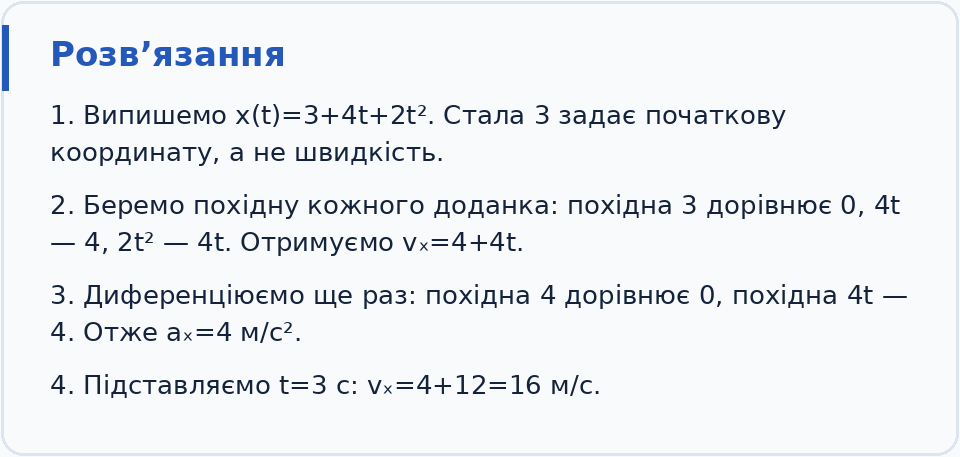 Розв’язання
1. Випишемо x(t)=3+4t+2t². Стала 3 задає початкову
координату, а не швидкість.
2. Беремо похідну кожного доданка: похідна 3 дорівнює 0, 4t
— 4, 2t² — 4t. Отримуємо vₓ=4+4t.
3. Диференціюємо ще раз: похідна 4 дорівнює 0, похідна 4t —
4. Отже aₓ=4 м/с².
4. Підставляємо t=3 с: vₓ=4+12=16 м/с.